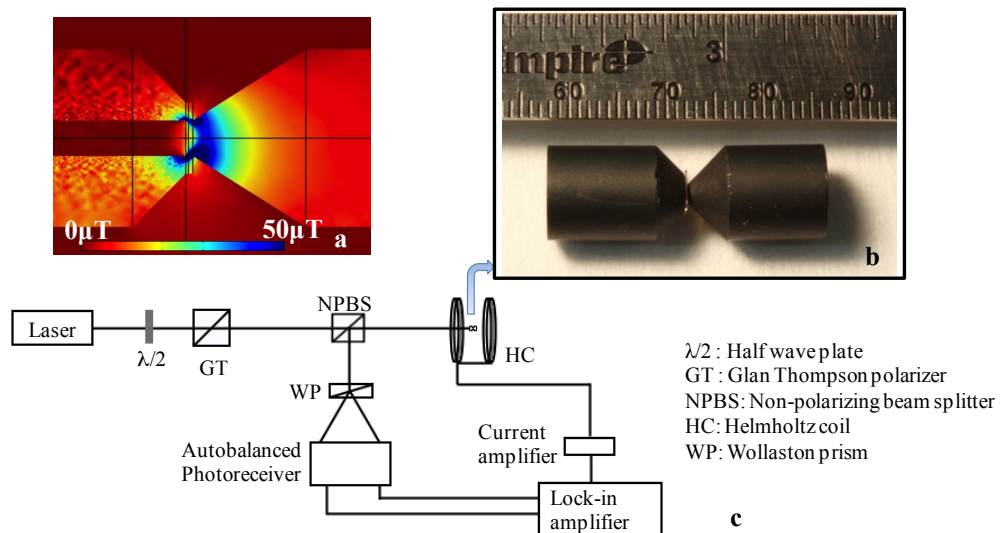 0μT
50μT
a
mpire
3
60
70
80
90
b
Laser
λ/2
GT
NPBS
WP
HC
Autobalanced
Photoreceiver
Current
amplifier
Lock-in
amplifier
λ/2 : Half wave plate
GT : Glan Thompson polarizer
NPBS: Non-polarizing beam splitter
HC: Helmholtz coil
WP: Wollaston prism
c